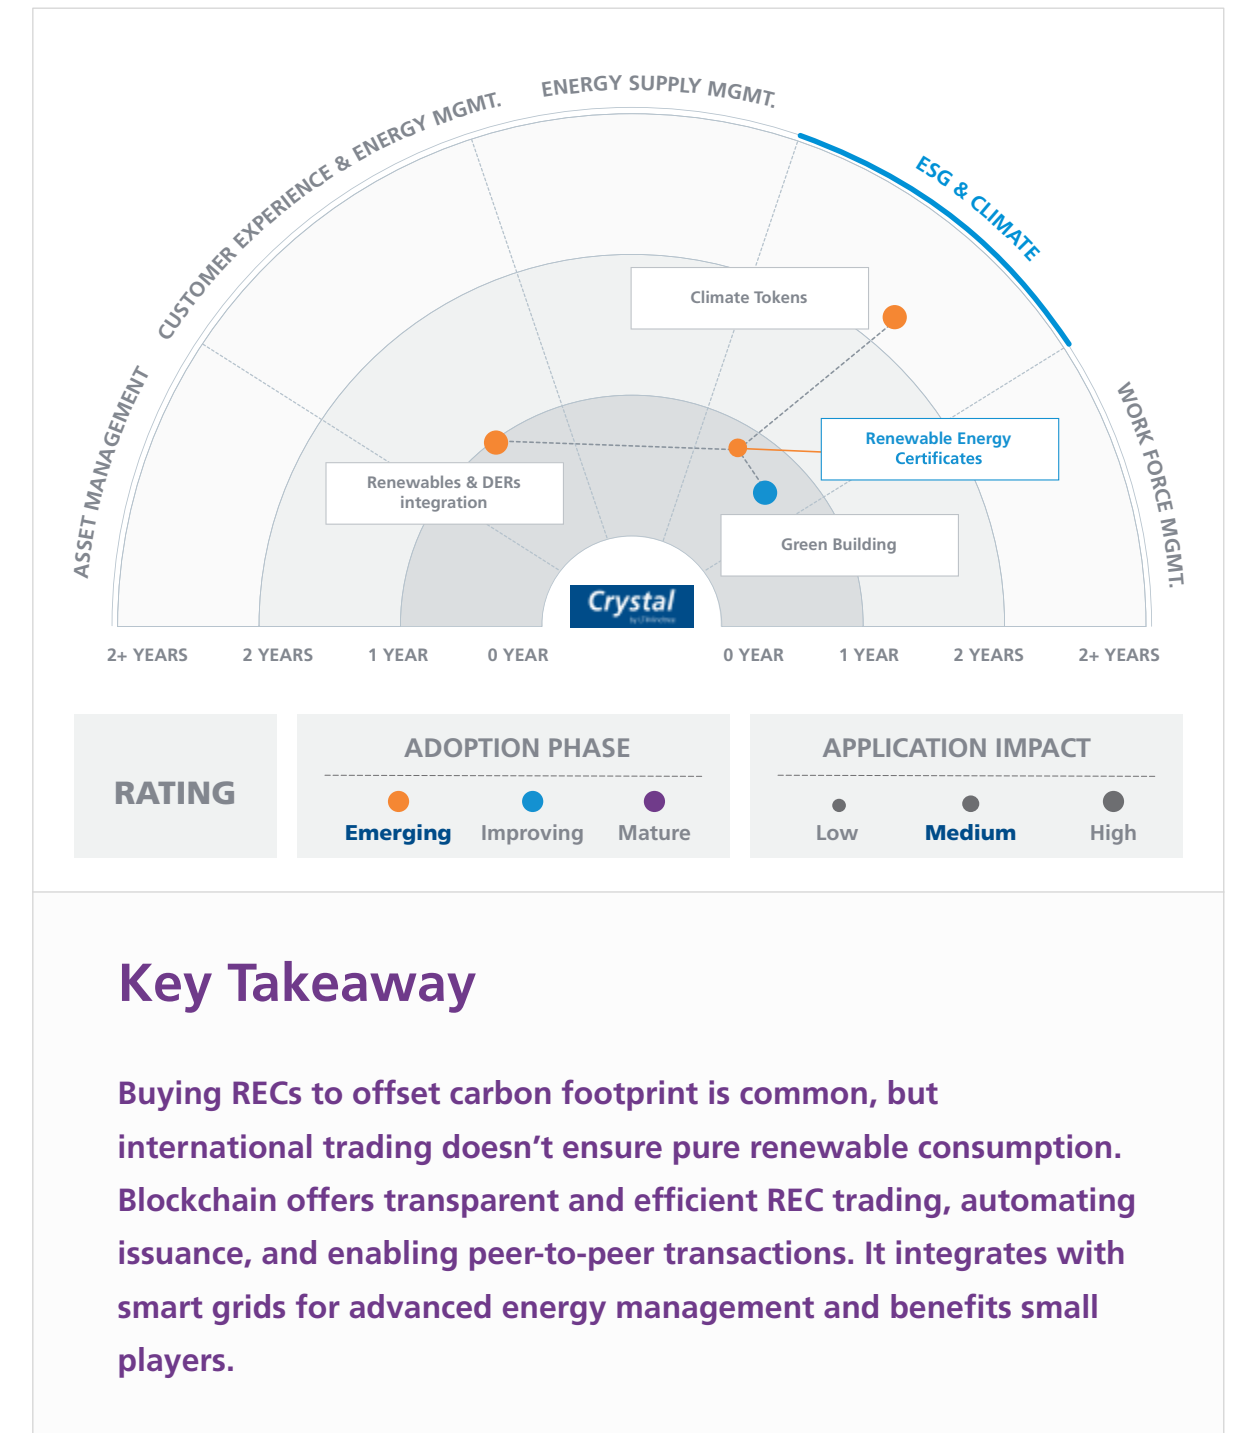 ENERGY SUPPLY MGMT.
CUSTOMER EXPERIENCE & ENERGY MGMT.
ESG & CLIMATE
ASSET MANAGEMENT
WORK FORCE MGMT.
Climate Tokens
Renewable Energy
Certificates
Renewables & DERs
integration
Green Building
Crystal
2+ YEARS 2 YEARS 1 YEAR 0 YEAR 0 YEAR 1 YEAR 2 YEARS 2+ YEARS
RATING
ADOPTION PHASE
Emerging Improving Mature
APPLICATION IMPACT
Low Medium High
Key Takeaway
Buying RECs to offset carbon footprint is common, but
international trading doesn’t ensure pure renewable consumption.
Blockchain offers transparent and efficient REC trading, automating
issuance, and enabling peer-to-peer transactions. It integrates with
smart grids for advanced energy management and benefits small
players.